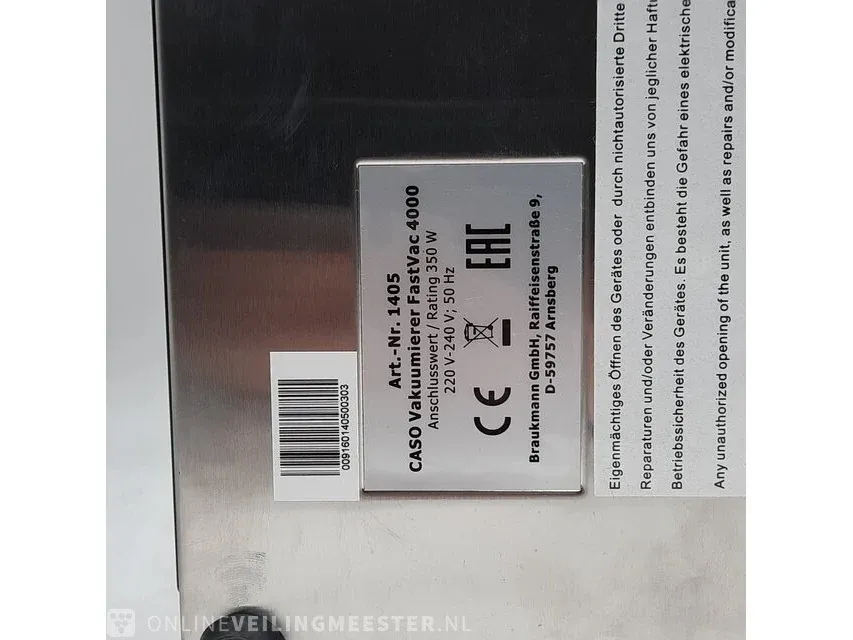 Art.-Nr. 1405
CASO Vakuumierer FastVac 4000
Anschlusswert / Rating 350 W
220 V-240 V; 50 Hz
CE EAC
Braukmann GmbH, Raiffeisenstraße 9,
D-59757 Arnsberg
009160140500303
Eigenmächtiges Öffnen des Gerätes oder durch nichtautorisierte Dritte
Reparaturen und/oder Veränderungen entbinden uns von jeglicher Haftu
Betriebssicherheit des Gerätes. Es besteht die Gefahr eines elektrische
Any unauthorized opening of the unit, as well as repairs and/or modifica
ONLINEVEILINGMEESTER.NL